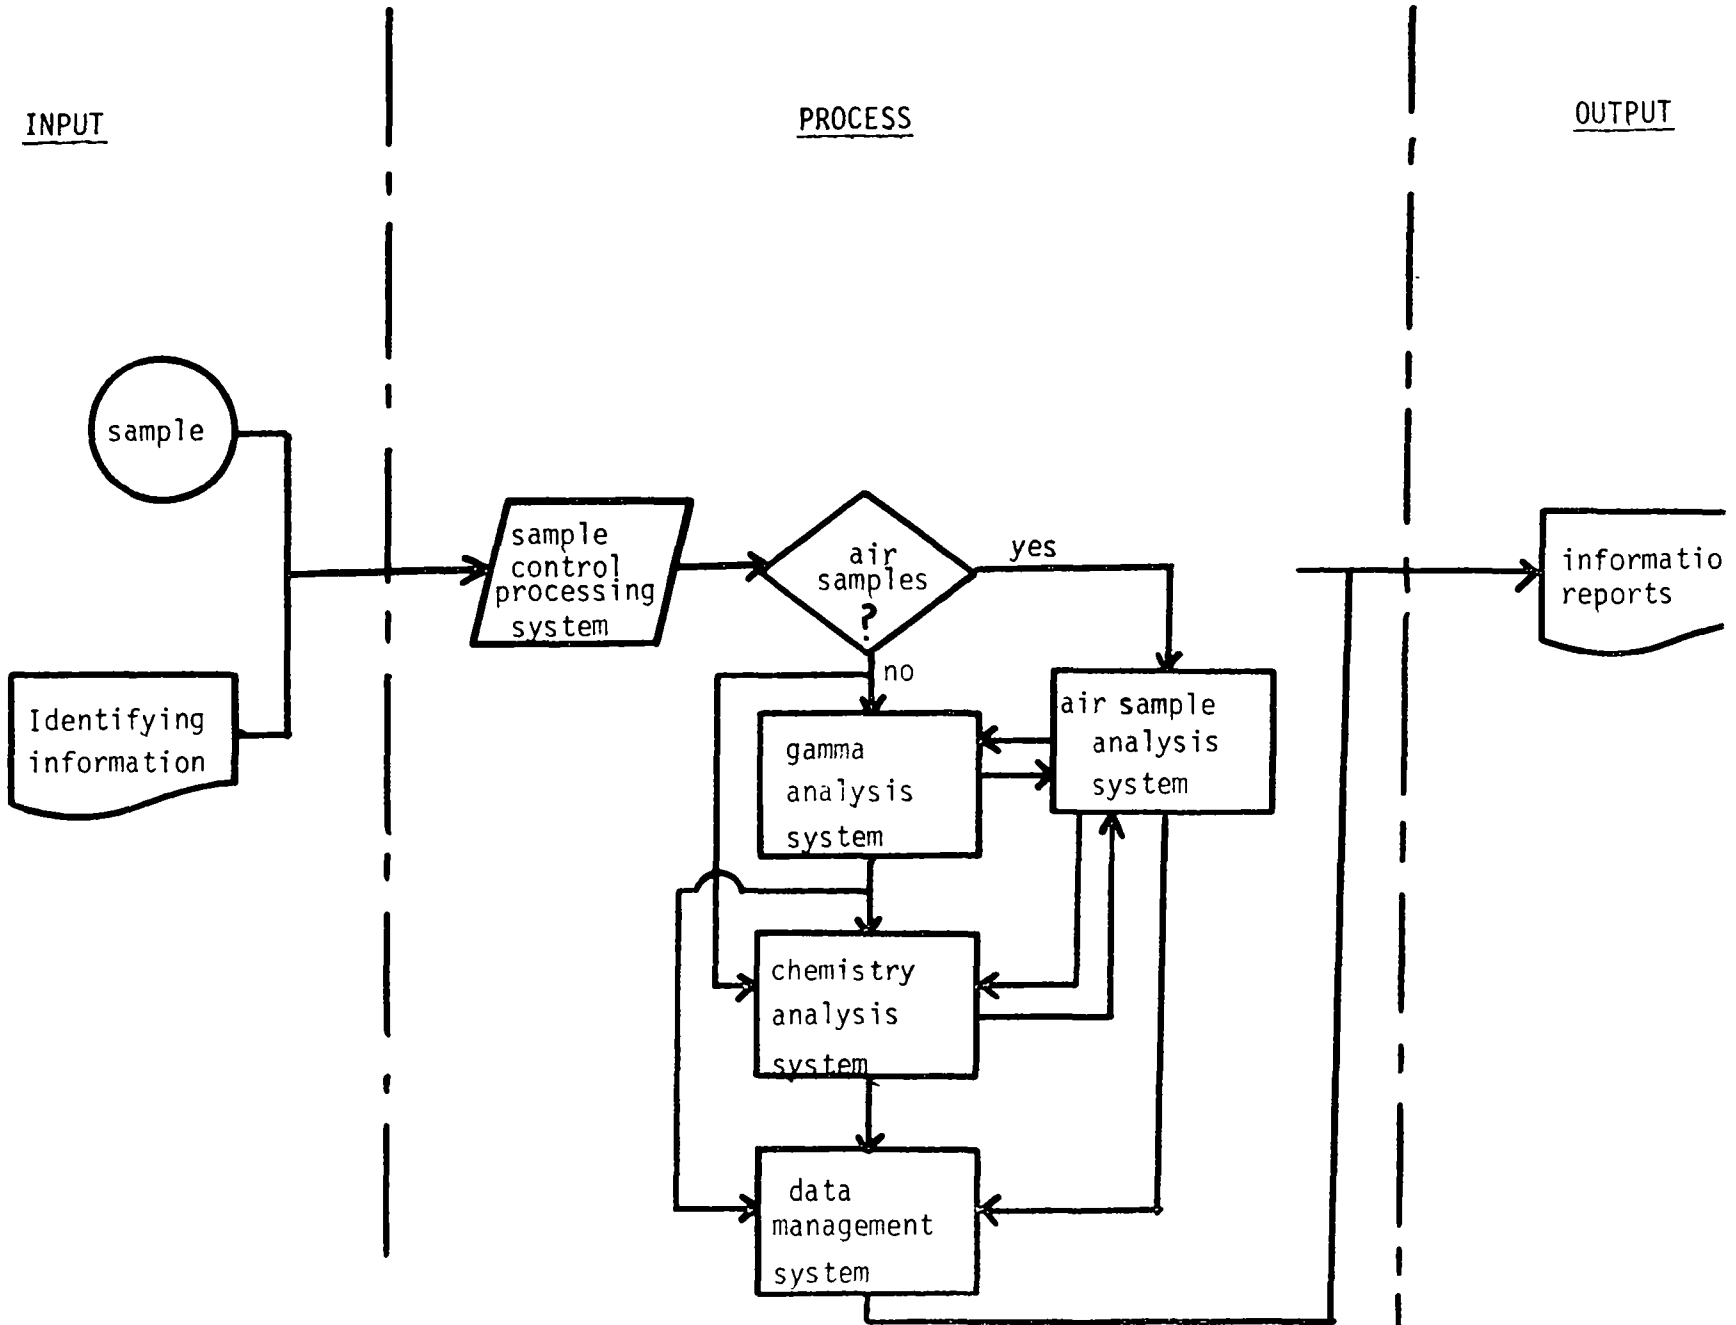 INPUT
PROCESS
OUTPUT
sample
Identifying
information
sample
control
processing
system
air
samples
?
yes
no
air sample
analysis
system
gamma
analysis
system
chemistry
analysis
system
data
management
system
informatio
reports